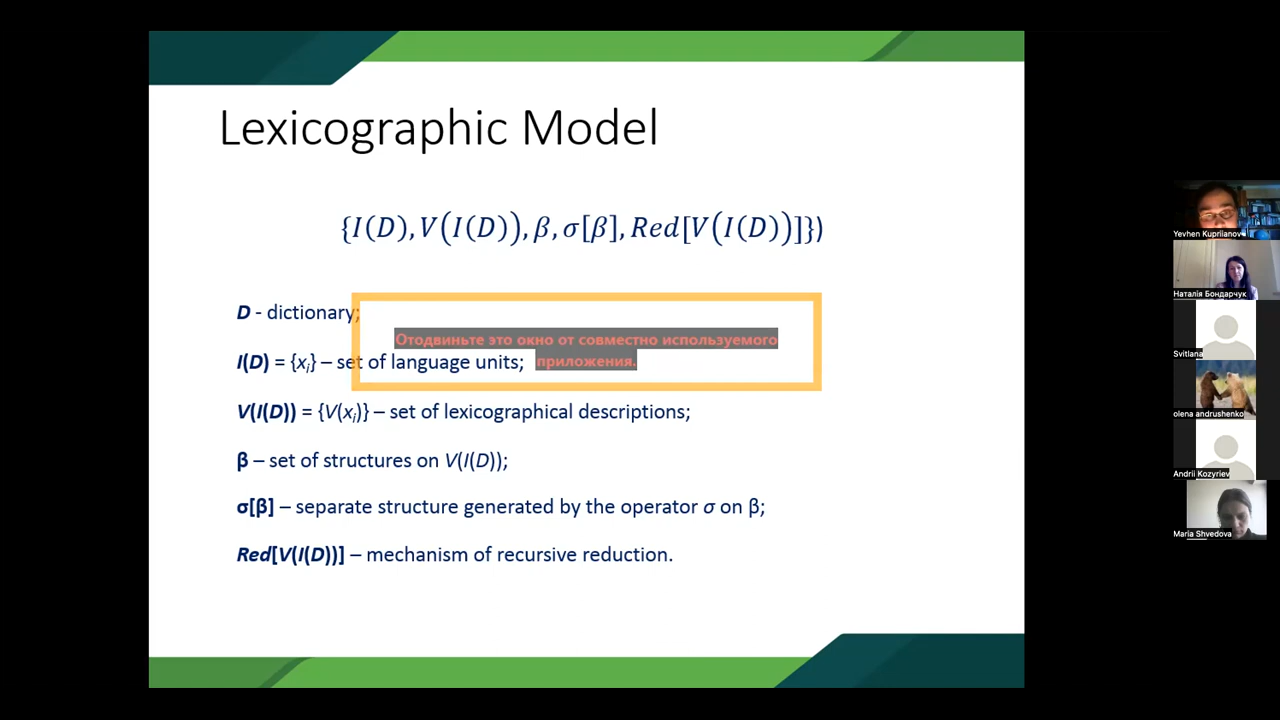 Lexicographic Model
{I(D), V(I(D)), β, σ[β], Red[V(I(D))]})
D - dictionary;
Отодвиньте это окно от совместно используемого
приложения.
I(D) = {xᵢ} – set of language units;
V(I(D)) = {V(xᵢ)} – set of lexicographical descriptions;
β – set of structures on V(I(D));
σ[β] – separate structure generated by the operator σ on β;
Red[V(I(D))] – mechanism of recursive reduction.
Yevhen Kupriianov
Наталія Бондарчук
Svitlana
olena andrushenko
Andrii Kozyriev
Maria Shvedova